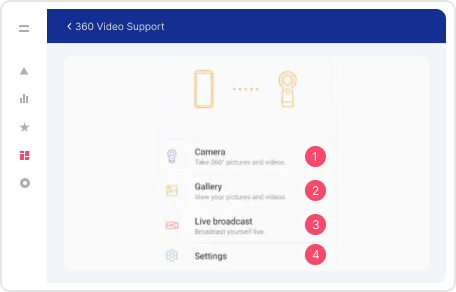 360 Video Support
Camera
Take 360° pictures and videos.
1
Gallery
View your pictures and videos.
2
Live broadcast
Broadcast yourself live.
3
Settings
4